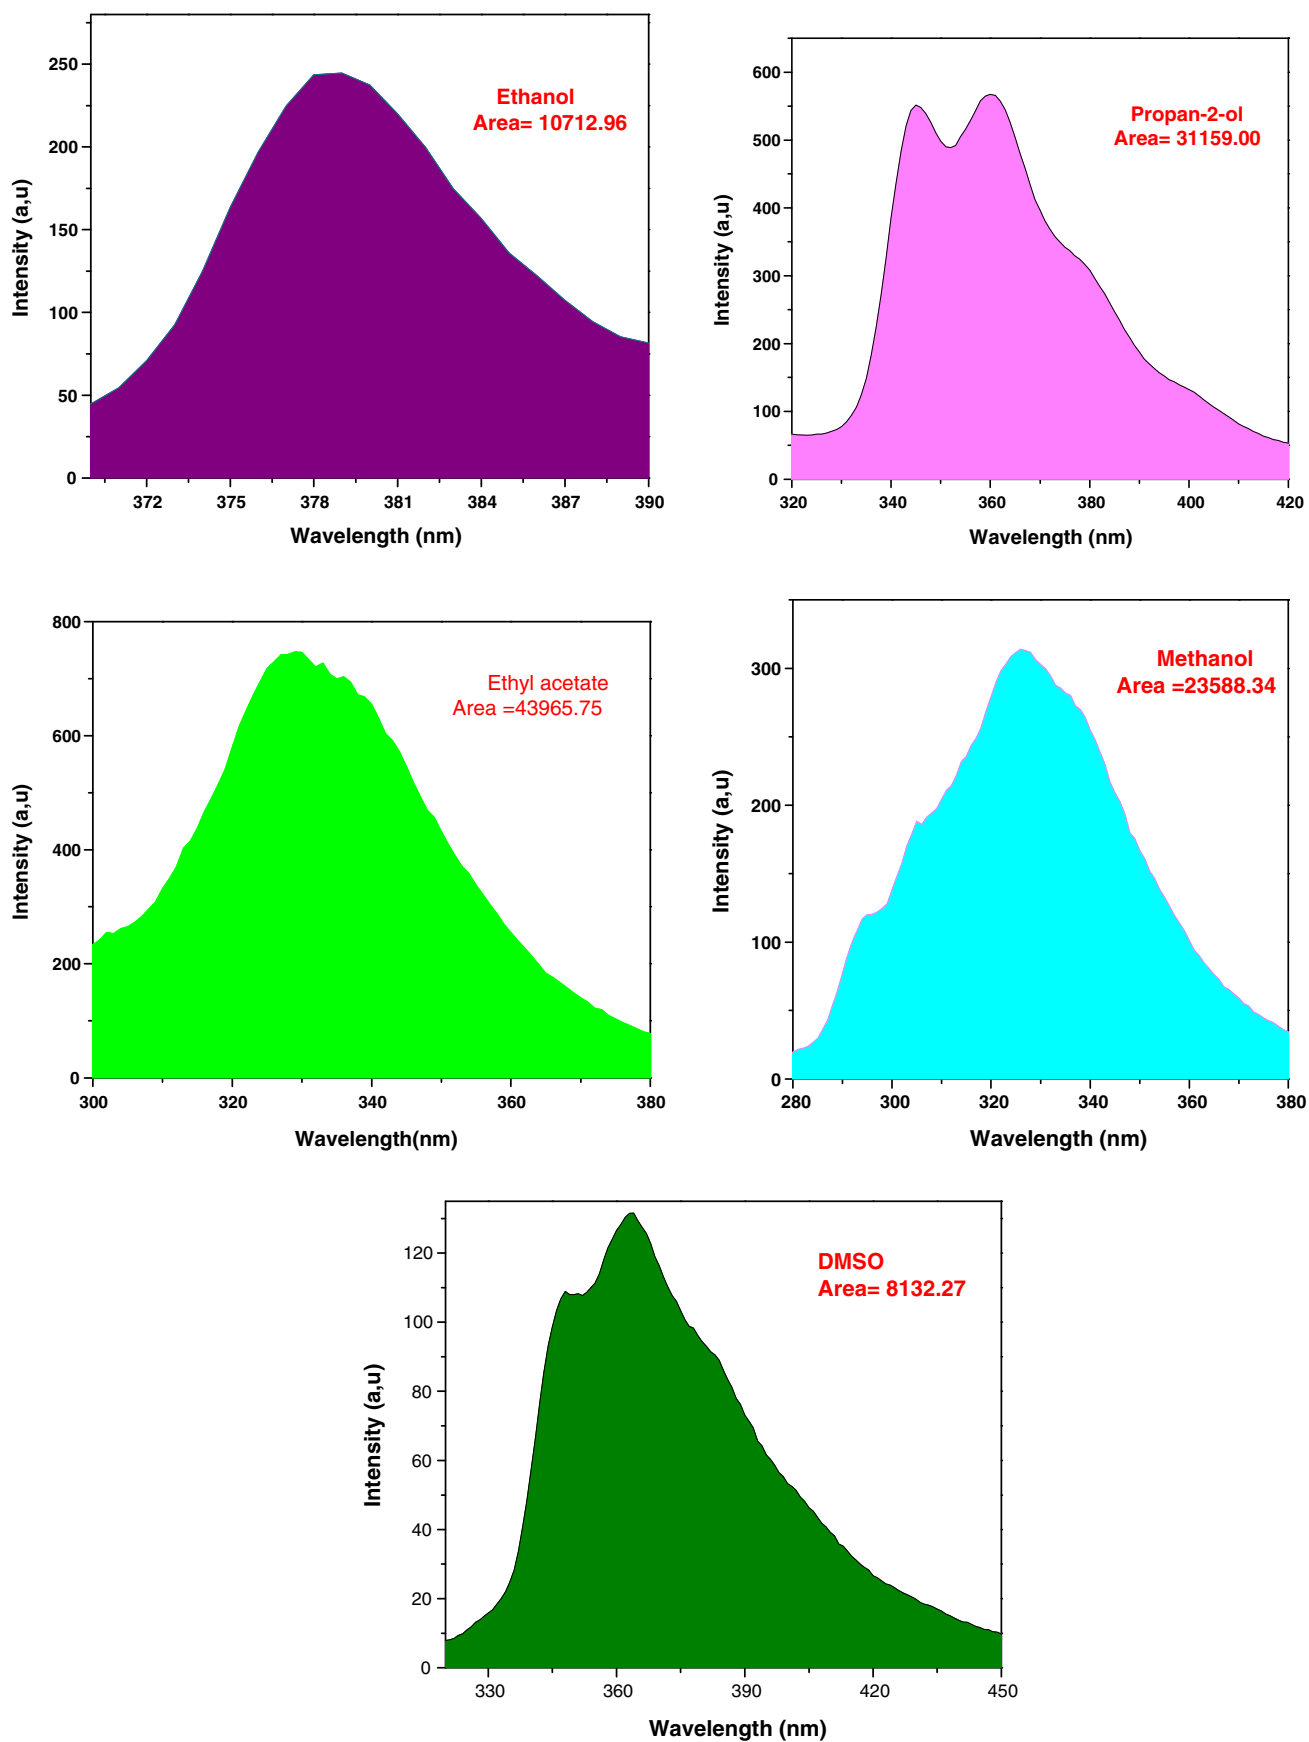 Ethanol
Area= 10712.96
Intensity (a,u)
250
200
150
100
50
0
372 375 378 381 384 387 390
Wavelength (nm)
Propan-2-ol
Area= 31159.00
Intensity (a,u)
600
500
400
300
200
100
0
320 340 360 380 400 420
Wavelength (nm)
Ethyl acetate
Area =43965.75
Intensity (a,u)
800
600
400
200
0
300 320 340 360 380
Wavelength(nm)
Methanol
Area =23588.34
Intensity (a,u)
300
200
100
0
280 300 320 340 360 380
Wavelength (nm)
DMSO
Area= 8132.27
Intensity (a,u)
120
100
80
60
40
20
0
330 360 390 420 450
Wavelength (nm)